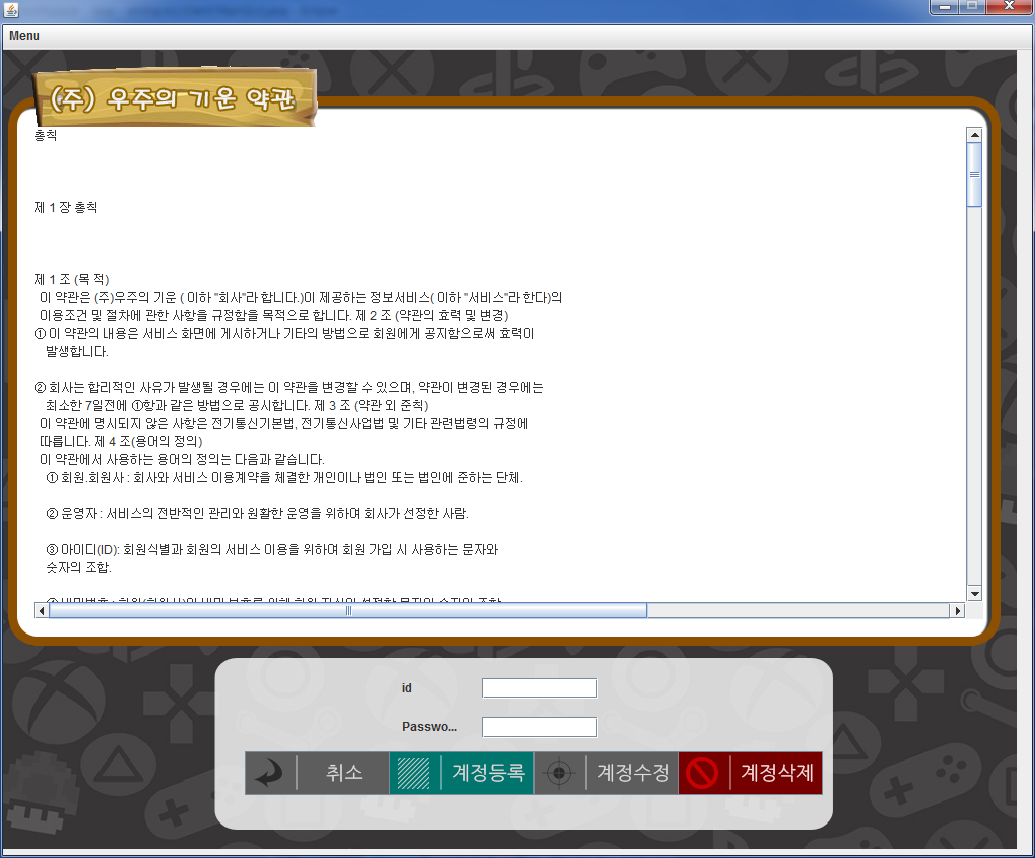 Menu
(주) 우주의 기운 약관
총칙
제 1 장 총칙
제 1 조 (목 적)
이 약관은 (주)우주의 기운 ( 이하 "회사"라 합니다.)이 제공하는 정보서비스( 이하 "서비스"라 한다)의
이용조건 및 절차에 관한 사항을 규정함을 목적으로 합니다. 제 2 조 (약관의 효력 및 변경)
① 이 약관의 내용은 서비스 화면에 게시하거나 기타의 방법으로 회원에게 공지함으로써 효력이
발생합니다.
② 회사는 합리적인 사유가 발생될 경우에는 이 약관을 변경할 수 있으며, 약관이 변경된 경우에는
최소한 7일전에 ①항과 같은 방법으로 공시합니다. 제 3 조 (약관 외 준칙)
이 약관에 명시되지 않은 사항은 전기통신기본법, 전기통신사업법 및 기타 관련법령의 규정에
따릅니다. 제 4 조(용어의 정의)
이 약관에서 사용하는 용어의 정의는 다음과 같습니다.
① 회원.회원사 : 회사와 서비스 이용계약을 체결한 개인이나 법인 또는 법인에 준하는 단체.
② 운영자 : 서비스의 전반적인 관리와 원활한 운영을 위하여 회사가 선정한 사람.
③ 아이디(ID): 회원식별과 회원의 서비스 이용을 위하여 회원 가입 시 사용하는 문자와
숫자의 조합.
id
Passwo...
취소
계정등록
계정수정
계정삭제